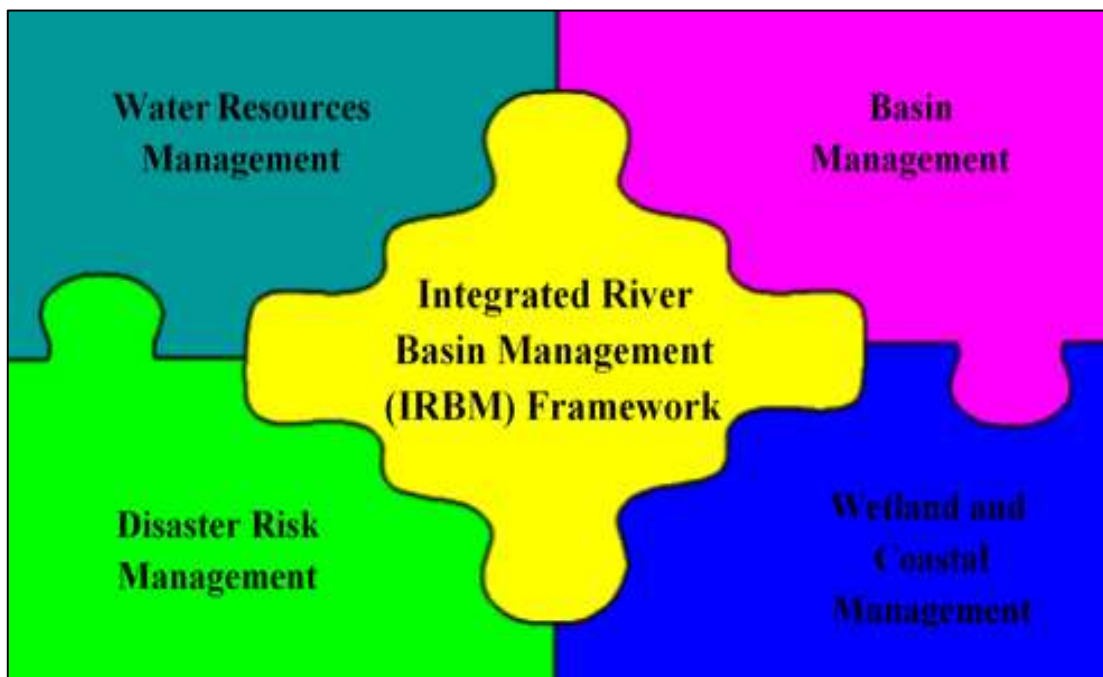 Water Resources
Management
Basin
Management
Integrated River
Basin Management
(IRBM) Framework
Disaster Risk
Management
Wetland and
Coastal
Management